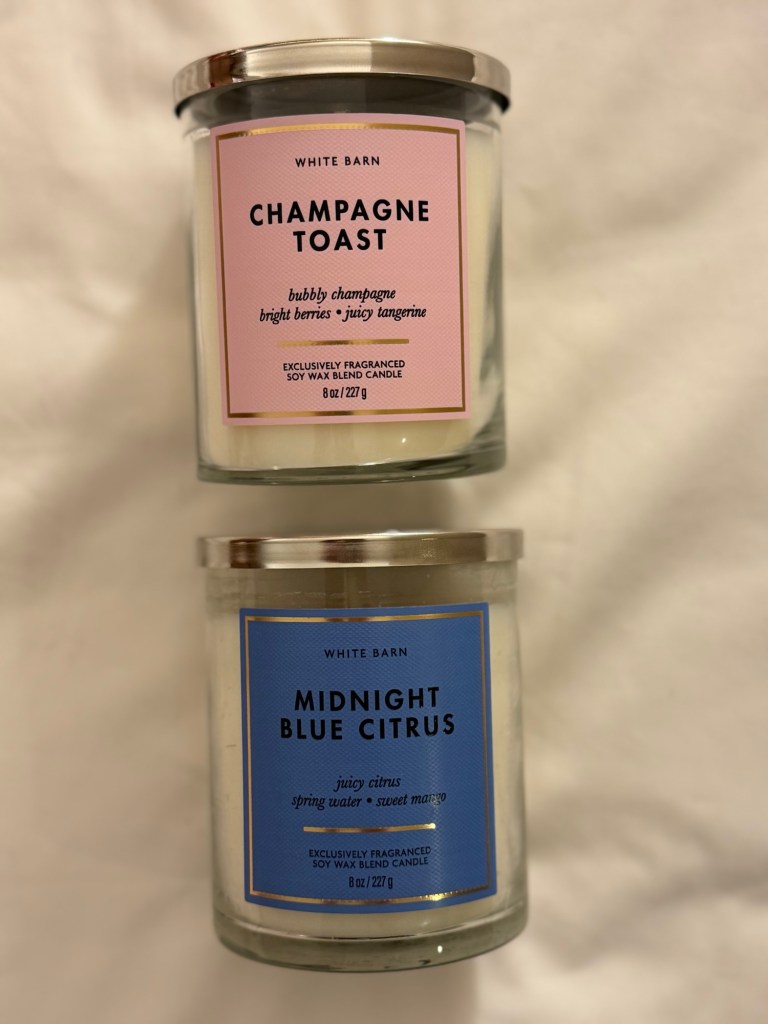 WHITE BARN
CHAMPAGNE
TOAST
bubbly champagne
bright berries • juicy tangerine
EXCLUSIVELY FRAGRANCED
SOY WAX BLEND CANDLE
8 oz / 227 g
WHITE BARN
MIDNIGHT
BLUE CITRUS
juicy citrus
spring water • sweet mango
EXCLUSIVELY FRAGRANCED
SOY WAX BLEND CANDLE
8 oz / 227 g